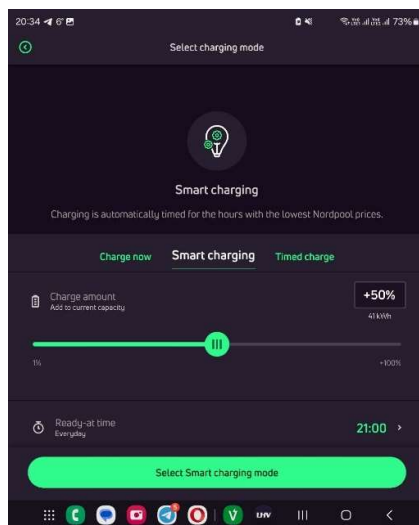 20:34 6°
73%
Select charging mode
Smart charging
Charging is automatically timed for the hours with the lowest Nordpool prices.
Charge now Smart charging Timed charge
Charge amount
Add to current capacity
+50%
41 kWh
1%
+100%
Ready-at time
Everyday
21:00
Select Smart charging mode